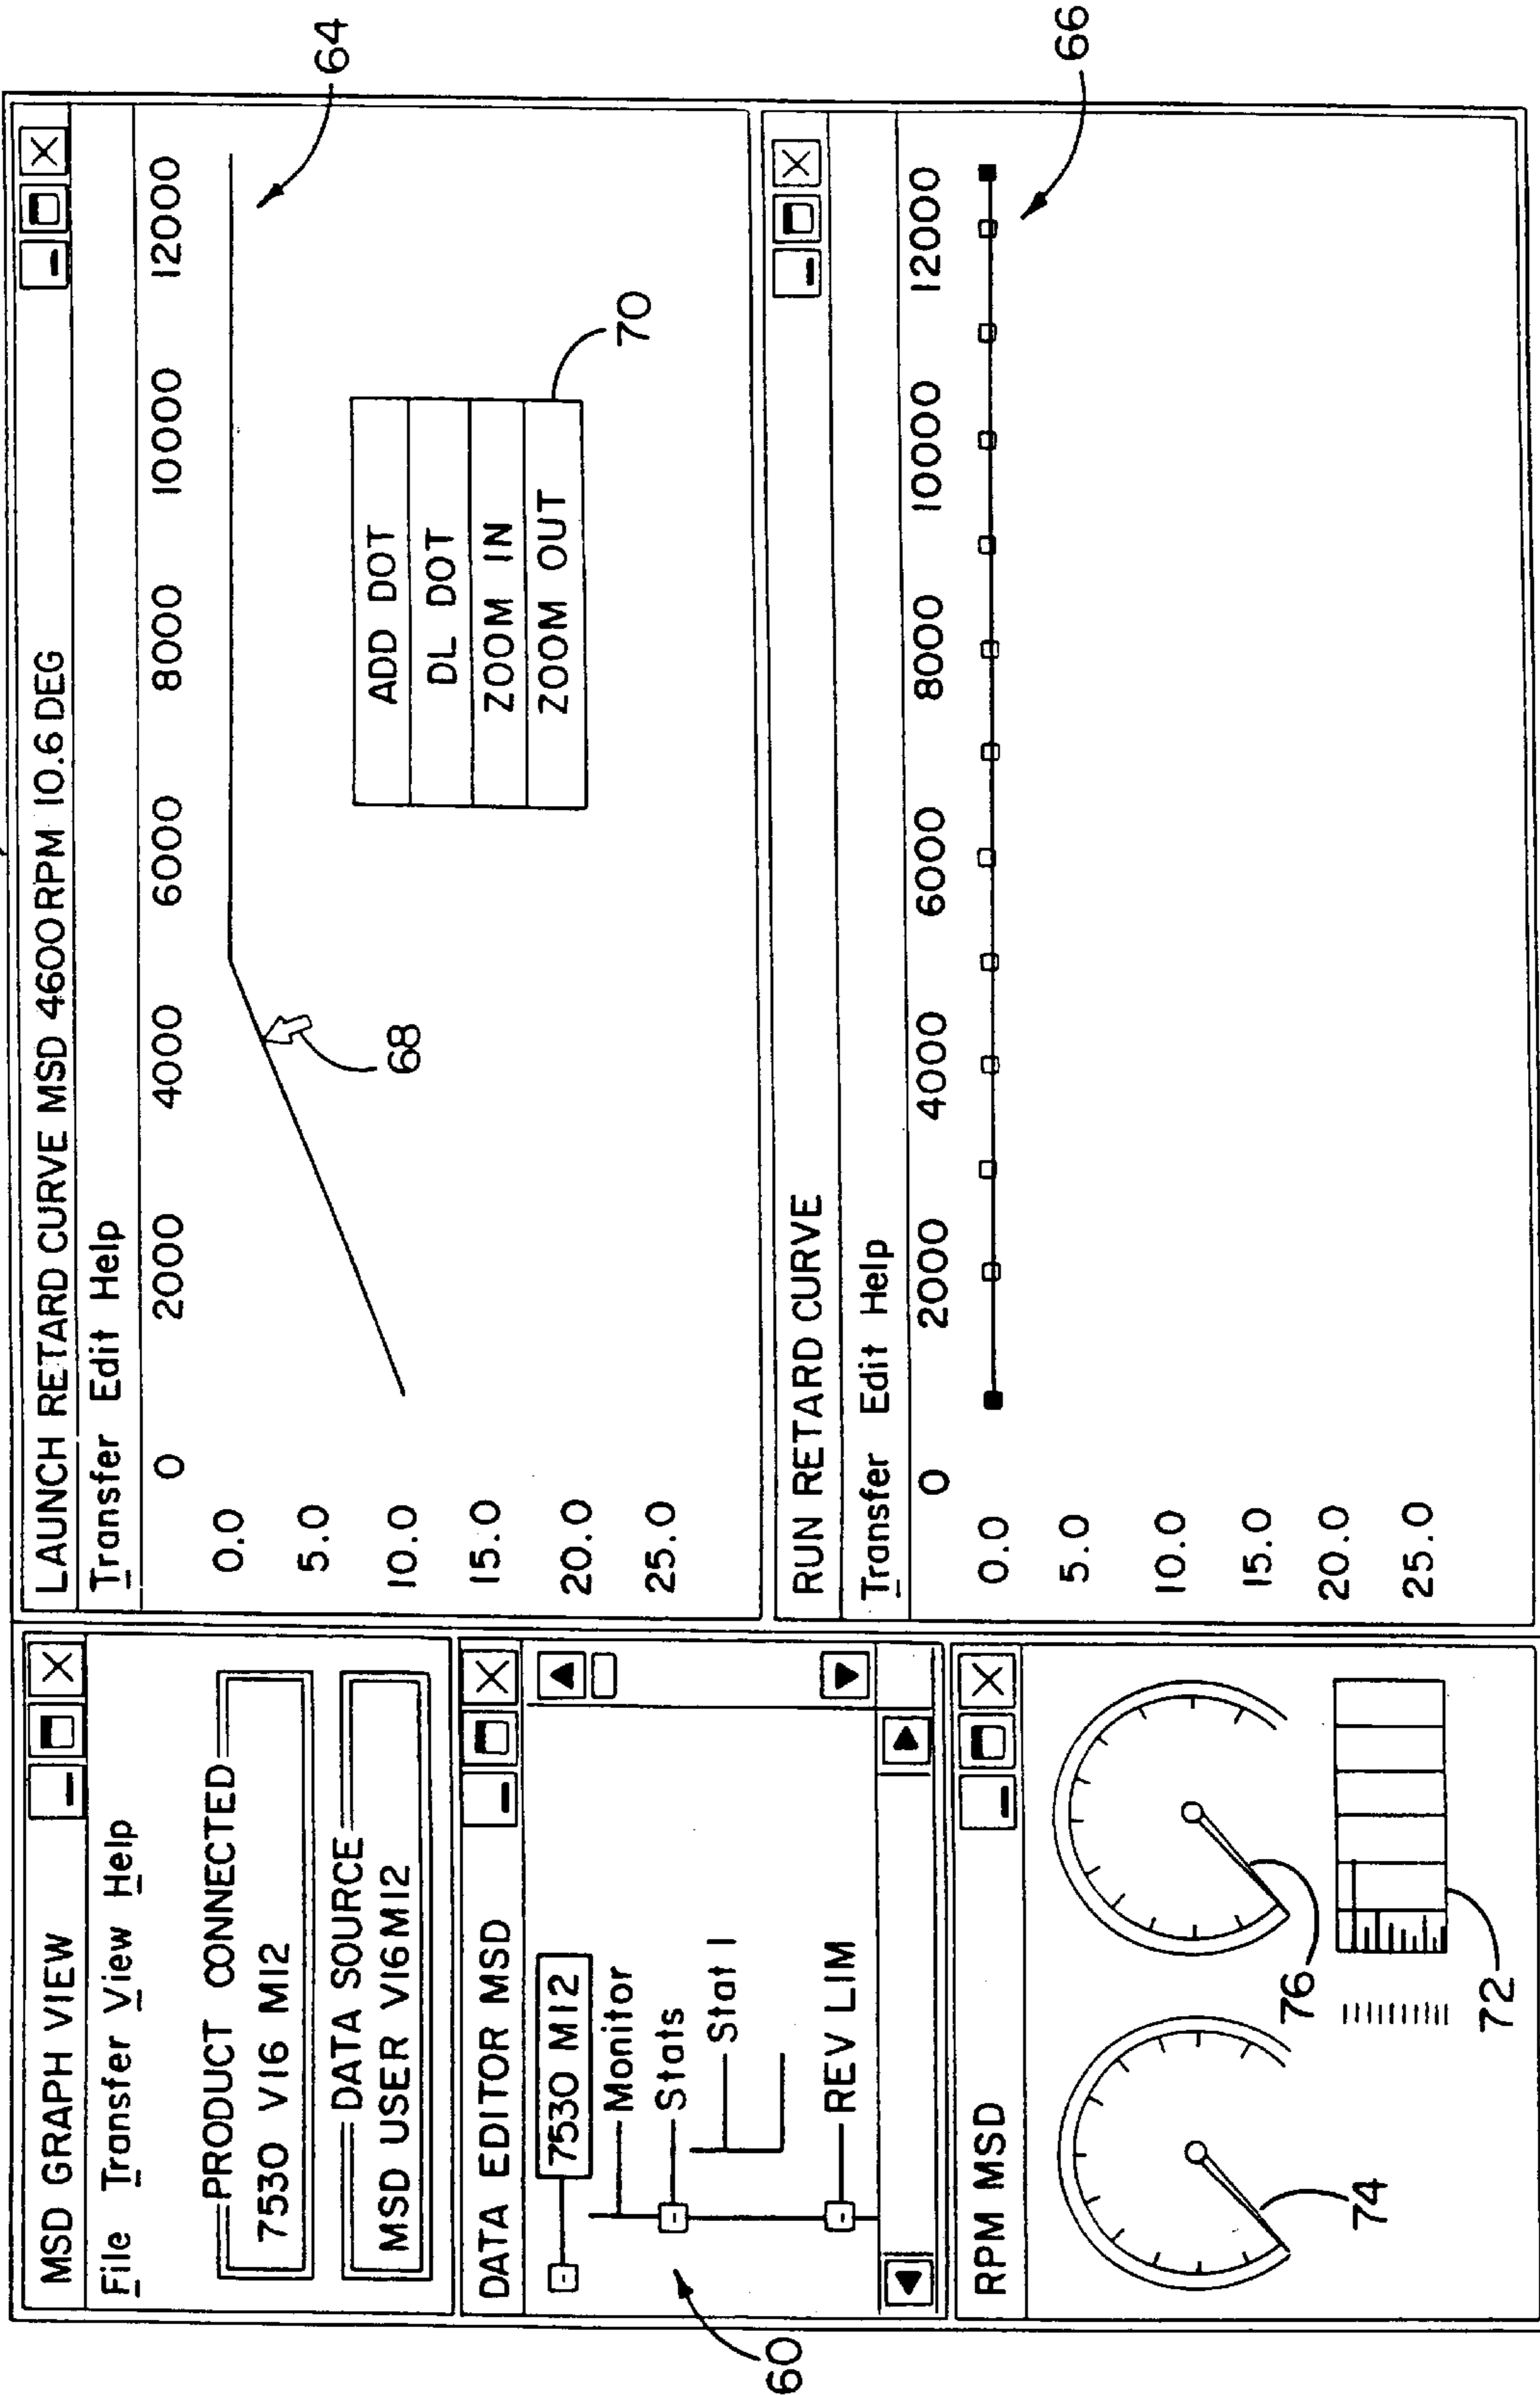 MSD GRAPH VIEW
File Transfer View Help
PRODUCT CONNECTED
7530 V16 M12
DATA SOURCE
MSD USER V16M12
DATA EDITOR MSD
7530 M12
Monitor
Stats
Stat 1
REV LIM
60
RPM MSD
74
76
72
LAUNCH RETARD CURVE MSD 4600RPM 10.6 DEG
Transfer Edit Help
0 2000 4000 6000 8000 10000 12000
0.0
5.0
10.0
15.0
20.0
25.0
64
68
ADD DOT
DL DOT
ZOOM IN
ZOOM OUT
70
RUN RETARD CURVE
Transfer Edit Help
0 2000 4000 6000 8000 10000 12000
0.0
5.0
10.0
15.0
20.0
25.0
66